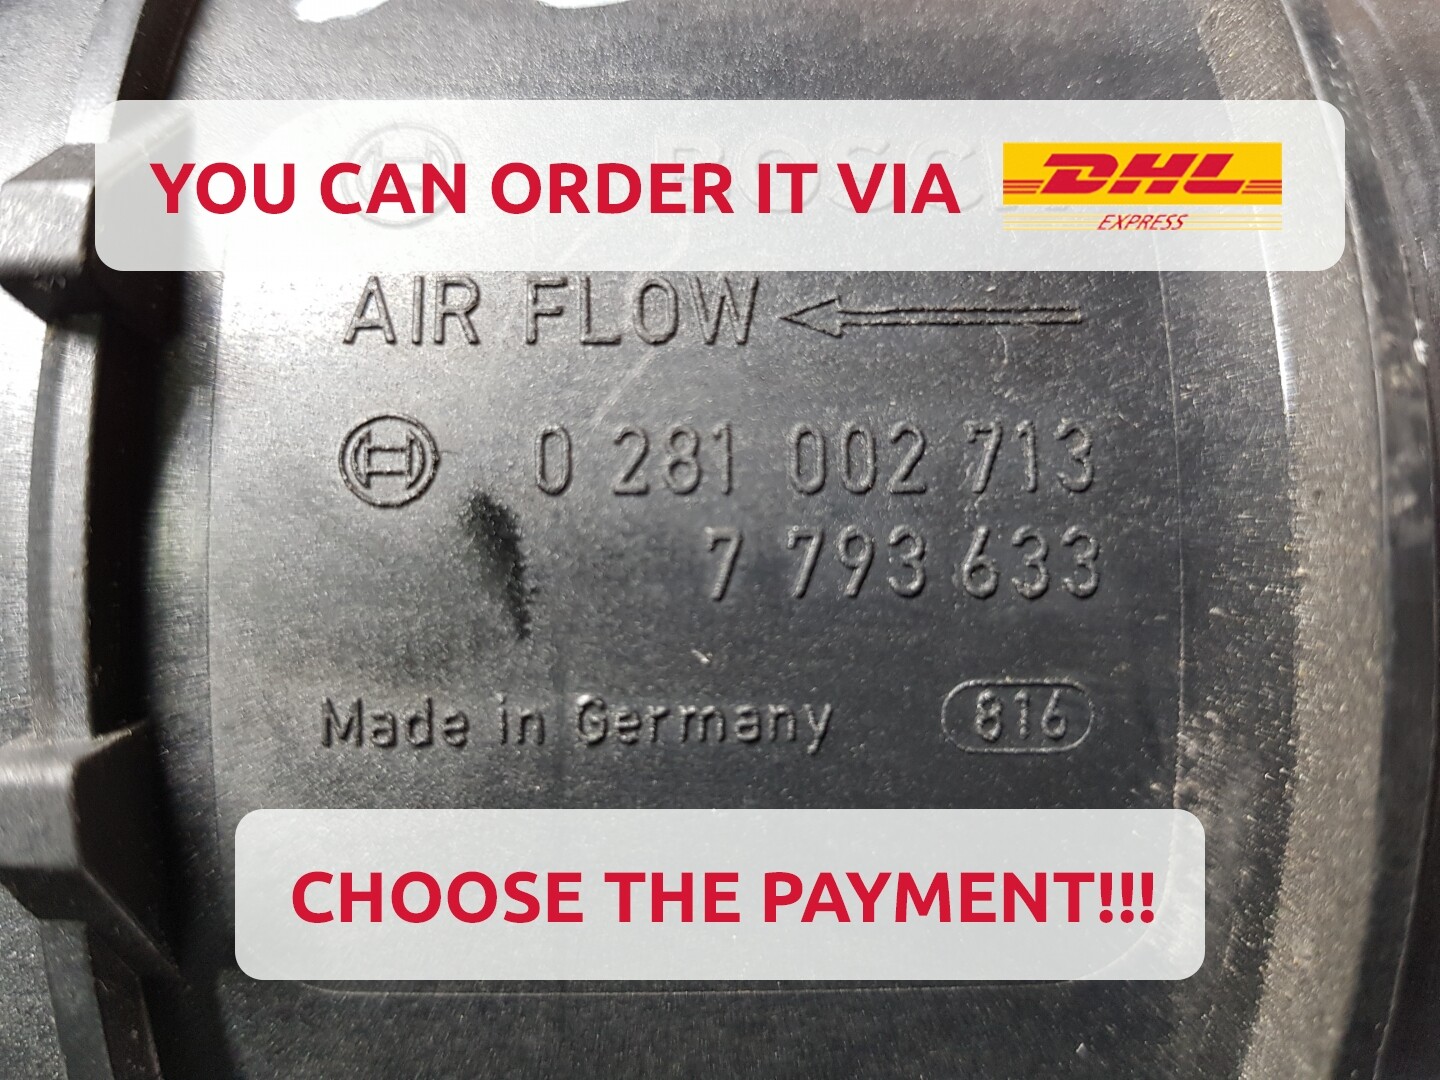 YOU CAN ORDER IT VIA DHL
EXPRESS
BOSCH
AIR FLOW
0 281 002 713
7 793 633
Made in Germany 816
CHOOSE THE PAYMENT!!!